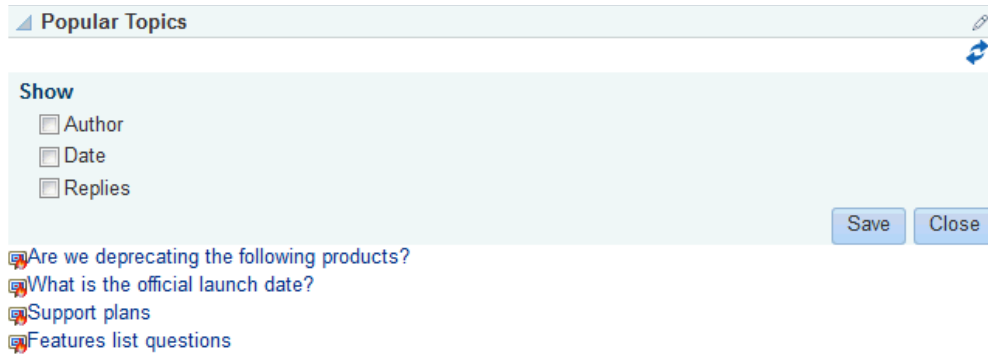 Popular Topics
Show
Author
Date
Replies
Save Close
Are we deprecating the following products?
What is the official launch date?
Support plans
Features list questions